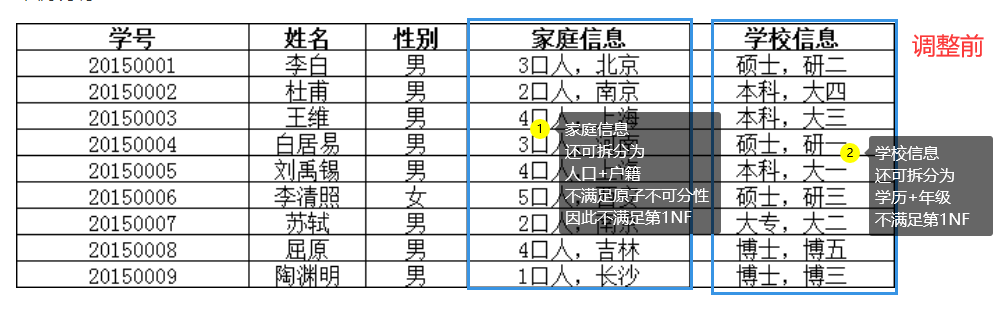 学号 姓名 性别 家庭信息 学校信息
调整前
20150001 李白 男 3口人，北京 硕士，研二
20150002 杜甫 男 2口人，南京 本科，大四
20150003 王维 男 4口人，上海 本科，大三
20150004 白居易 男 3口 硕士，研一
20150005 刘禹锡 男 4口 本科，大一
20150006 李清照 女 5口 硕士，研三
20150007 苏轼 男 2口人，南京 大专，大二
20150008 屈原 男 4口人，吉林 博士，博五
20150009 陶渊明 男 1口人，长沙 博士，博三
1 家庭信息
还可拆分为
人口+户籍
不满足原子不可分性
因此不满足第1NF
2 学校信息
还可拆分为
学历+年级
不满足第1NF